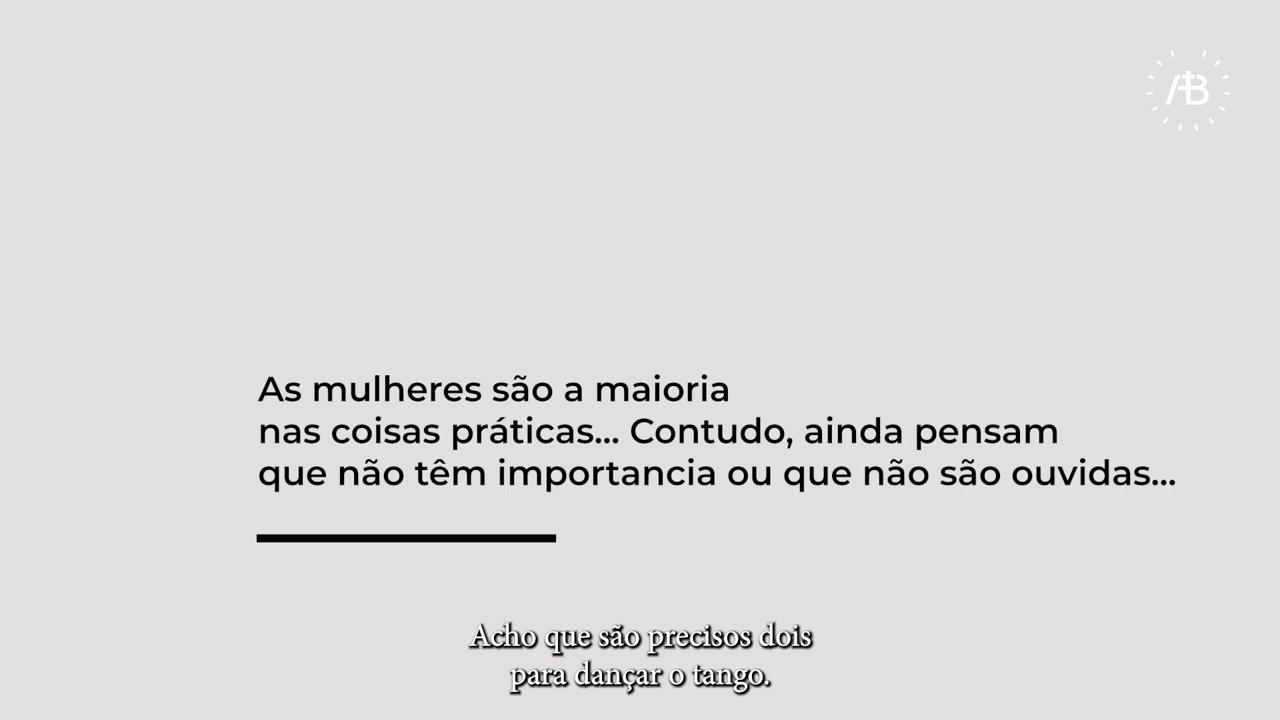 AB
As mulheres são a maioria
nas coisas práticas... Contudo, ainda pensam
que não têm importancia ou que não são ouvidas...
Acho que são precisos dois
para dançar o tango.